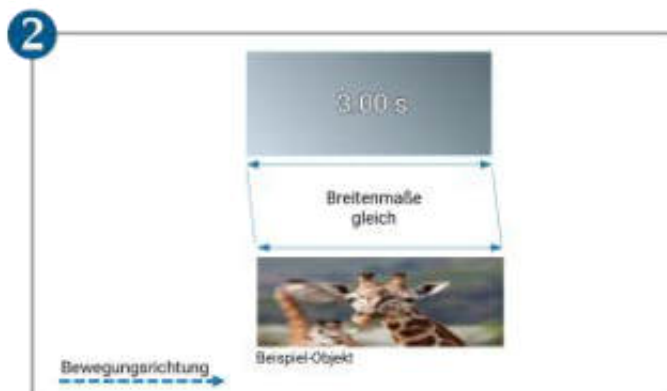 2
3.00 s
Breitenmaße
gleich
Beispiel-Objekt
Bewegungsrichtung